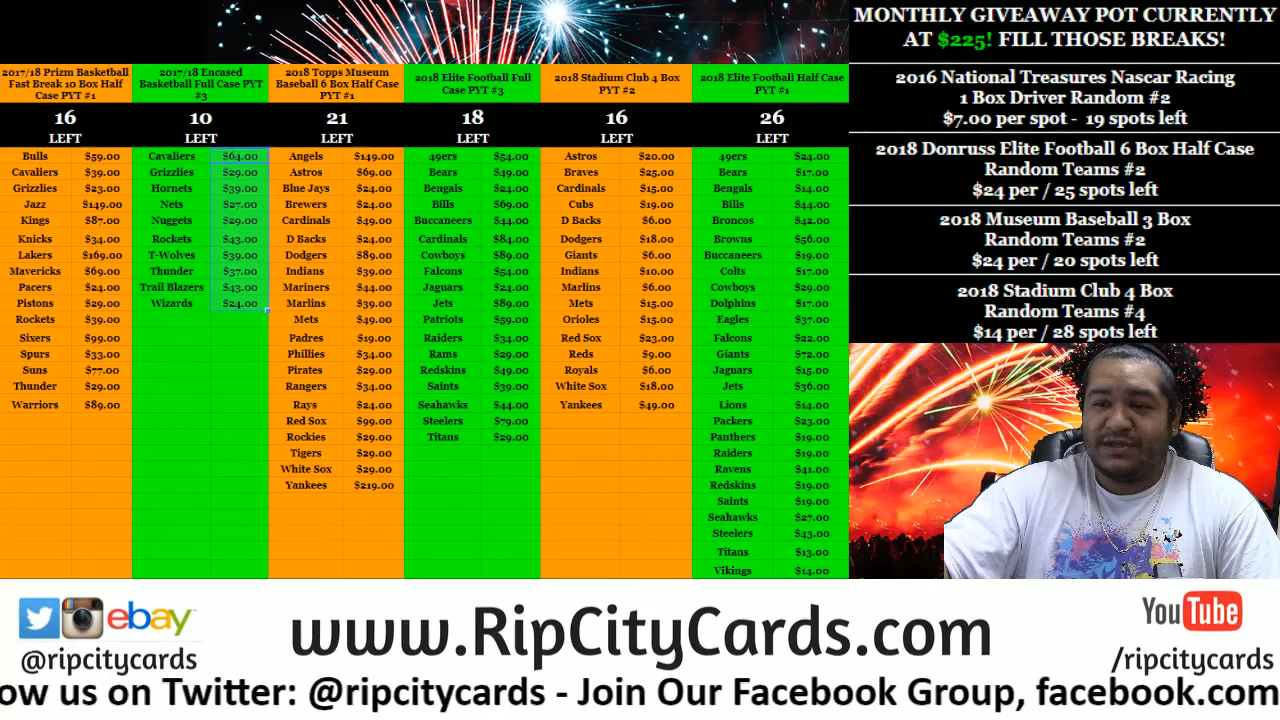 MONTHLY GIVEAWAY POT CURRENTLY
AT $225! FILL THOSE BREAKS!
2017/18 Prizm Basketball
Fast Break 10 Box Half
Case PYT #1
16
LEFT
Bulls $59.00
Cavaliers $39.00
Grizzlies $23.00
Jazz $149.00
Kings $87.00
Knicks $34.00
Lakers $169.00
Mavericks $69.00
Pacers $24.00
Pistons $29.00
Rockets $39.00
Sixers $99.00
Spurs $33.00
Suns $77.00
Thunder $29.00
Warriors $89.00
2017/18 Encased
Basketball Full Case PYT
#3
10
LEFT
Cavaliers $64.00
Grizzlies $29.00
Hornets $39.00
Nets $27.00
Nuggets $29.00
Rockets $43.00
T-Wolves $39.00
Thunder $37.00
Trail Blazers $43.00
Wizards $24.00
2018 Topps Museum
Baseball 6 Box Half Case
PYT #1
21
LEFT
Angels $149.00
Astros $69.00
Blue Jays $24.00
Brewers $24.00
Cardinals $49.00
D Backs $24.00
Dodgers $89.00
Indians $39.00
Mariners $44.00
Marlins $39.00
Mets $49.00
Padres $19.00
Phillies $34.00
Pirates $29.00
Rangers $34.00
Rays $24.00
Red Sox $99.00
Rockies $29.00
Tigers $29.00
White Sox $29.00
Yankees $219.00
2018 Elite Football Full
Case PYT #3
18
LEFT
49ers $54.00
Bears $49.00
Bengals $24.00
Bills $69.00
Buccaneers $44.00
Cardinals $84.00
Cowboys $89.00
Falcons $54.00
Jaguars $24.00
Jets $89.00
Patriots $59.00
Raiders $34.00
Rams $29.00
Redskins $49.00
Saints $39.00
Seahawks $44.00
Steelers $79.00
Titans $29.00
2018 Stadium Club 4 Box
PYT #2
16
LEFT
Astros $20.00
Braves $25.00
Cardinals $15.00
Cubs $19.00
D Backs $6.00
Dodgers $18.00
Giants $6.00
Indians $10.00
Marlins $6.00
Mets $15.00
Orioles $15.00
Red Sox $23.00
Reds $9.00
Royals $6.00
White Sox $18.00
Yankees $49.00
2018 Elite Football Half Case
PYT #1
26
LEFT
49ers $24.00
Bears $17.00
Bengals $14.00
Bills $44.00
Broncos $42.00
Browns $56.00
Buccaneers $19.00
Colts $17.00
Cowboys $29.00
Dolphins $17.00
Eagles $37.00
Falcons $22.00
Giants $72.00
Jaguars $15.00
Jets $36.00
Lions $14.00
Packers $23.00
Panthers $19.00
Raiders $19.00
Ravens $41.00
Redskins $19.00
Saints $19.00
Seahawks $27.00
Steelers $43.00
Titans $13.00
Vikings $14.00
2016 National Treasures Nascar Racing
1 Box Driver Random #2
$7.00 per spot - 19 spots left
2018 Donruss Elite Football 6 Box Half Case
Random Teams #2
$24 per / 25 spots left
2018 Museum Baseball 3 Box
Random Teams #2
$24 per / 20 spots left
2018 Stadium Club 4 Box
Random Teams #4
$14 per / 28 spots left
ebay
@ripcitycards
www.RipCityCards.com
YouTube
/ripcitycards
ow us on Twitter: @ripcitycards - Join Our Facebook Group, facebook.com